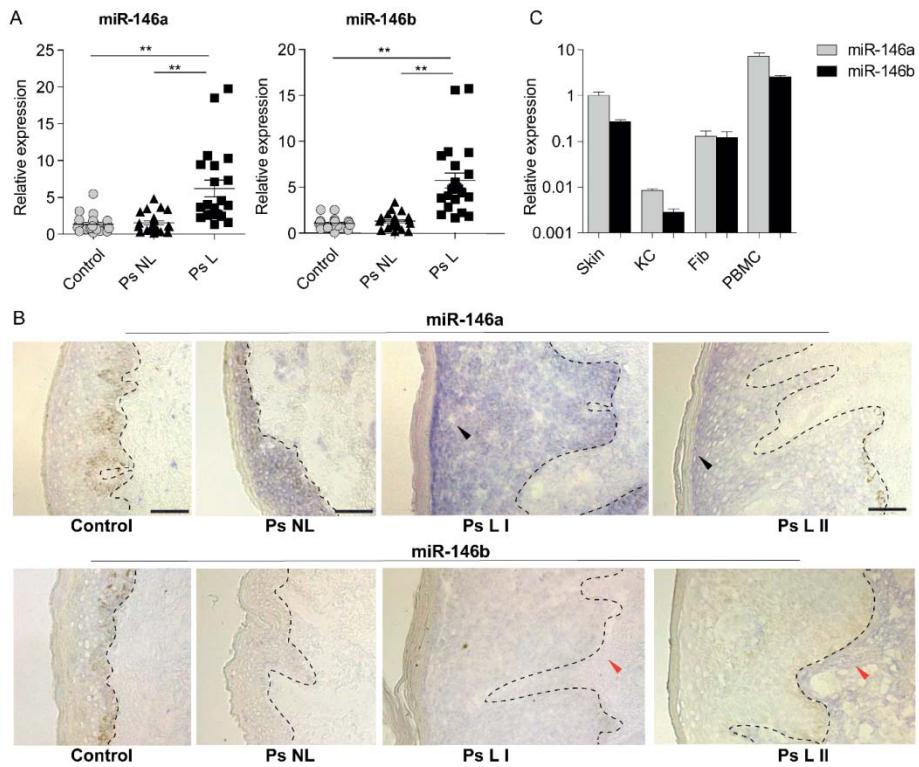 A
miR-146a
**
**
Relative expression
25
20
15
10
5
0
Control
Ps NL
Ps L
miR-146b
**
**
Relative expression
20
15
10
5
0
Control
Ps NL
Ps L
C
miR-146a
miR-146b
Relative expression
10
1
0.1
0.01
0.001
Skin
KC
Fib
PBMC
B
miR-146a
Control
Ps NL
Ps L I
Ps L II
miR-146b
Control
Ps NL
Ps L I
Ps L II